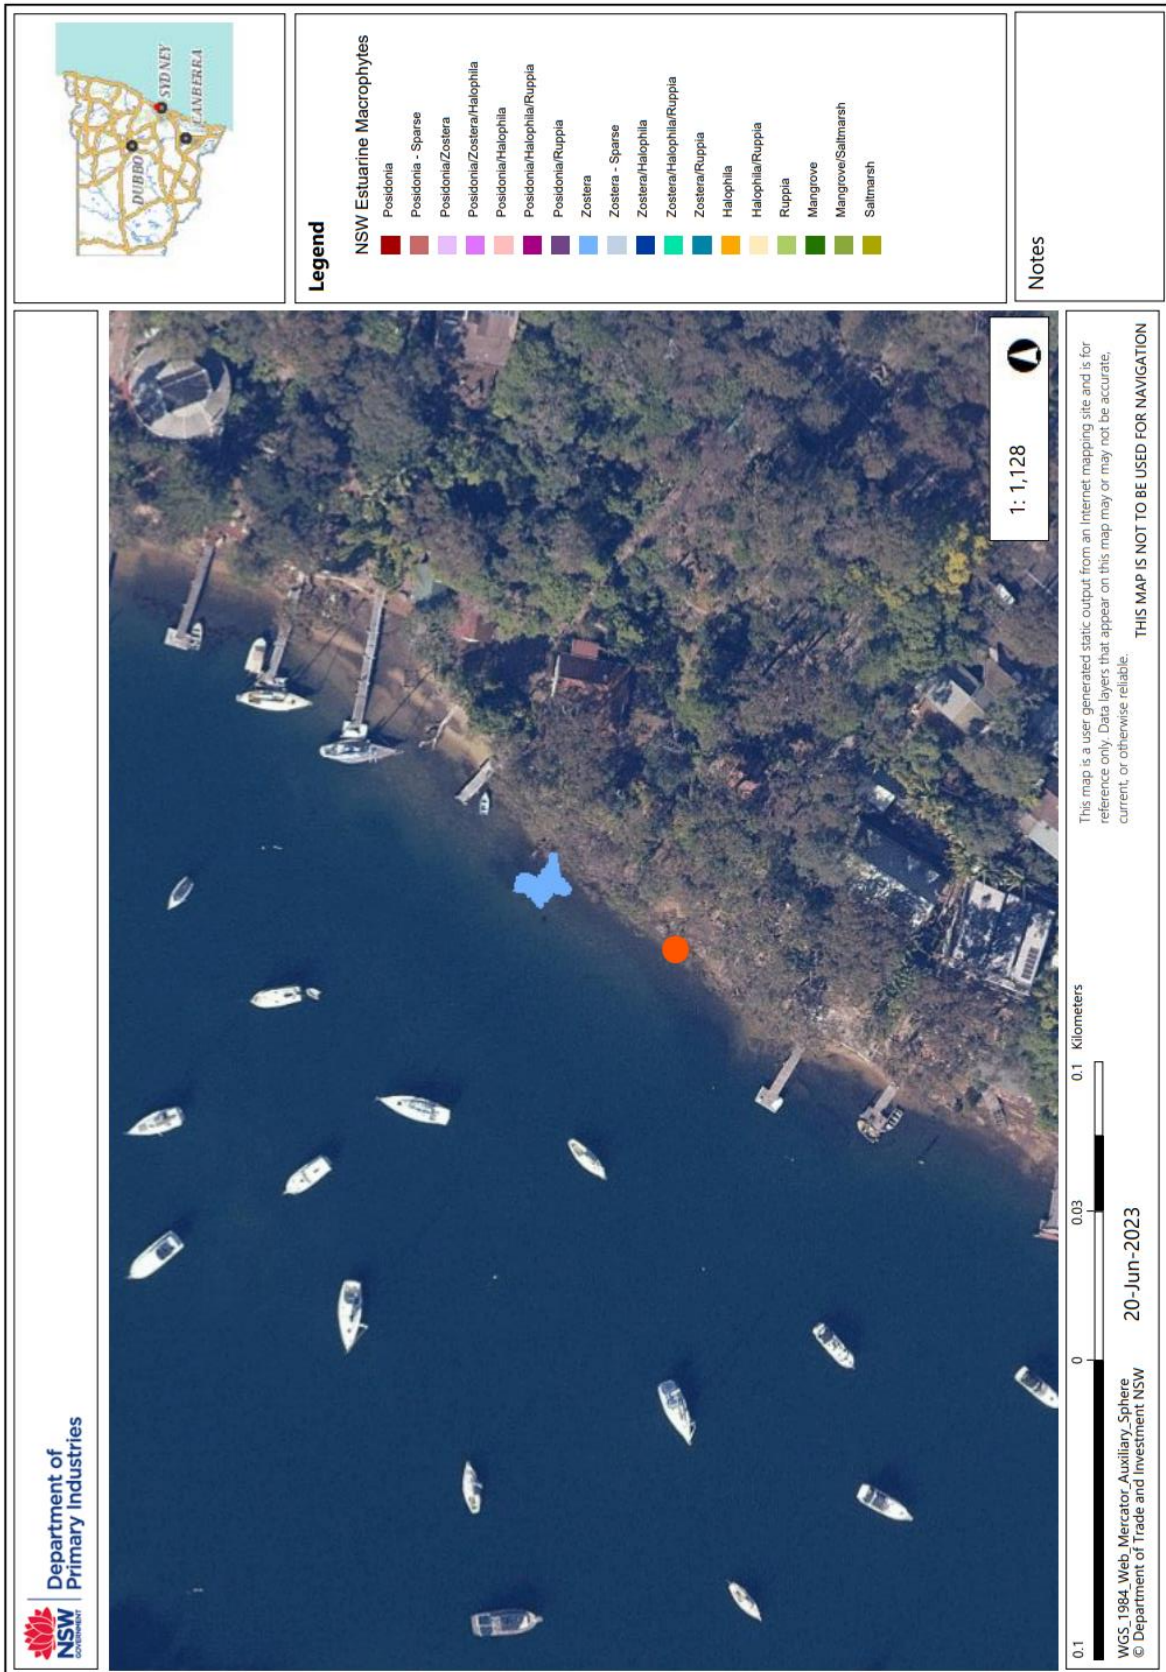 NSW
GOVERNMENT
Department of
Primary Industries
DUBBO
SYDNEY
CANBERRA
Legend
NSW Estuarine Macrophytes
Posidonia
Posidonia - Sparse
Posidonia/Zostera
Posidonia/Zostera/Halophila
Posidonia/Halophila
Posidonia/Halophila/Ruppia
Posidonia/Ruppia
Zostera
Zostera - Sparse
Zostera/Halophila
Zostera/Halophila/Ruppia
Zostera/Ruppia
Halophila
Halophila/Ruppia
Ruppia
Mangrove
Mangrove/Saltmarsh
Saltmarsh
1: 1,128
Notes
0.1
0
0.03
0.1
Kilometers
WGS_1984_Web_Mercator_Auxiliary_Sphere
© Department of Trade and Investment NSW
20-Jun-2023
This map is a user generated static output from an Internet mapping site and is for
reference only. Data layers that appear on this map may or may not be accurate,
current, or otherwise reliable.
THIS MAP IS NOT TO BE USED FOR NAVIGATION